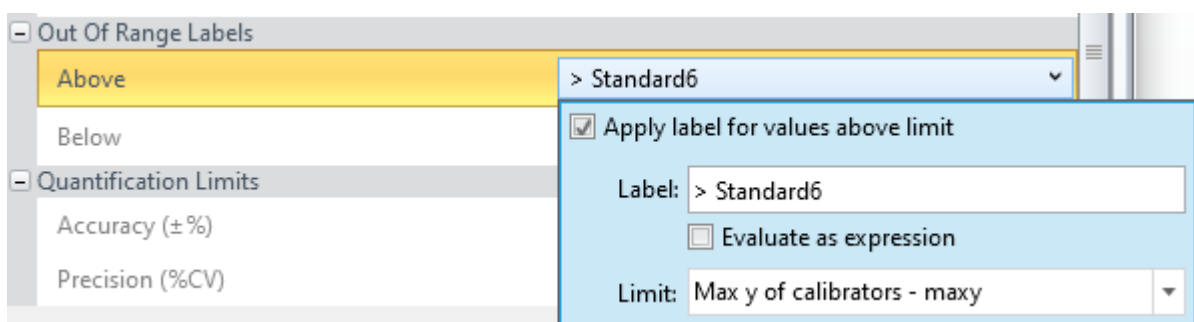 Out Of Range Labels
Above
> Standard6
Below
Apply label for values above limit
Label: > Standard6
Evaluate as expression
Quantification Limits
Accuracy (±%)
Precision (%CV)
Limit: Max y of calibrators - maxy